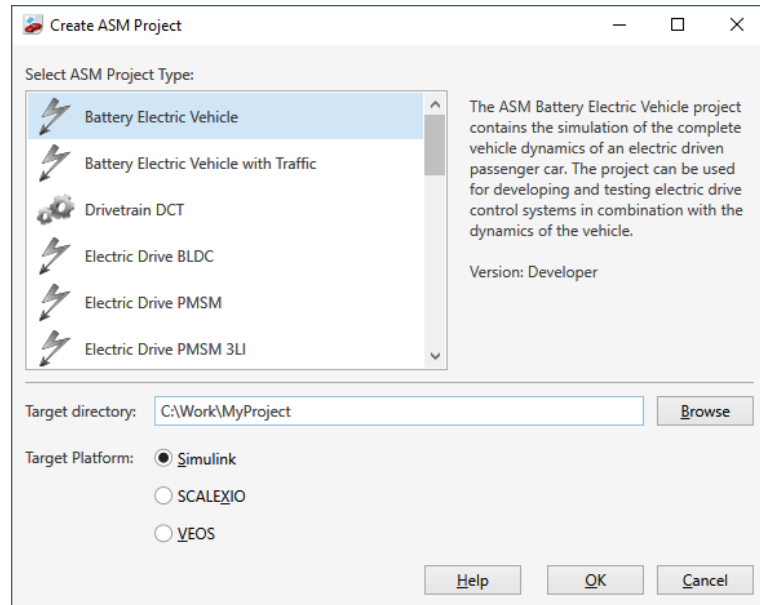 Create ASM Project
Select ASM Project Type:
Battery Electric Vehicle
Battery Electric Vehicle with Traffic
Drivetrain DCT
Electric Drive BLDC
Electric Drive PMSM
Electric Drive PMSM 3LI
The ASM Battery Electric Vehicle project
contains the simulation of the complete
vehicle dynamics of an electric driven
passenger car. The project can be used
for developing and testing electric drive
control systems in combination with the
dynamics of the vehicle.
Version: Developer
Target directory: C:\Work\MyProject Browse
Target Platform: Simulink
SCALEXIO
VEOS
Help OK Cancel